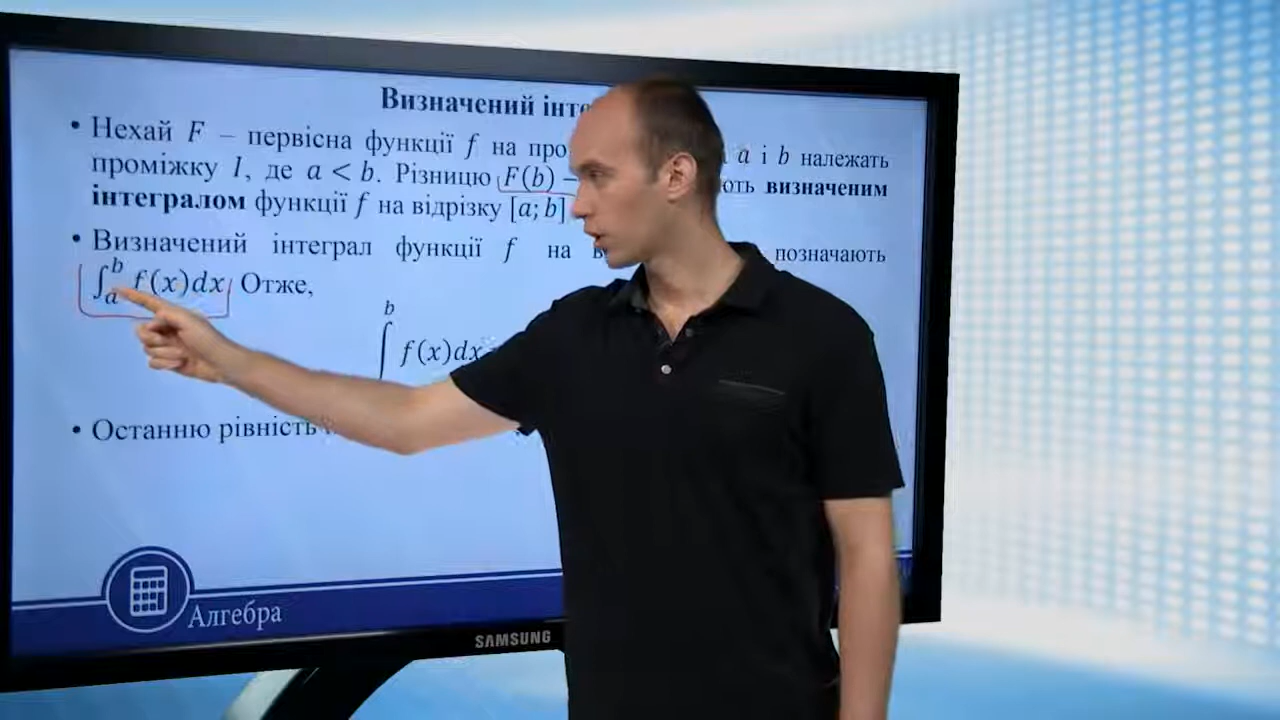 Визначений інте
• Нехай F – первісна функції f на про a і b належать
проміжку I, де a < b. Різницю F(b) – ють визначеним
інтегралом функції f на відрізку [a; b]
• Визначений інтеграл функції f на в позначають
∫ₐᵇ f(x)dx Отже,
b
∫ f(x)dx
• Останню рівність
Алгебра
SAMSUNG